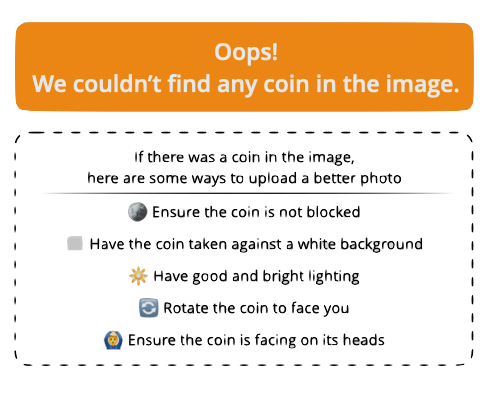 Oops!
We couldn’t find any coin in the image.
If there was a coin in the image,
here are some ways to upload a better photo
Ensure the coin is not blocked
Have the coin taken against a white background
Have good and bright lighting
Rotate the coin to face you
Ensure the coin is facing on its heads